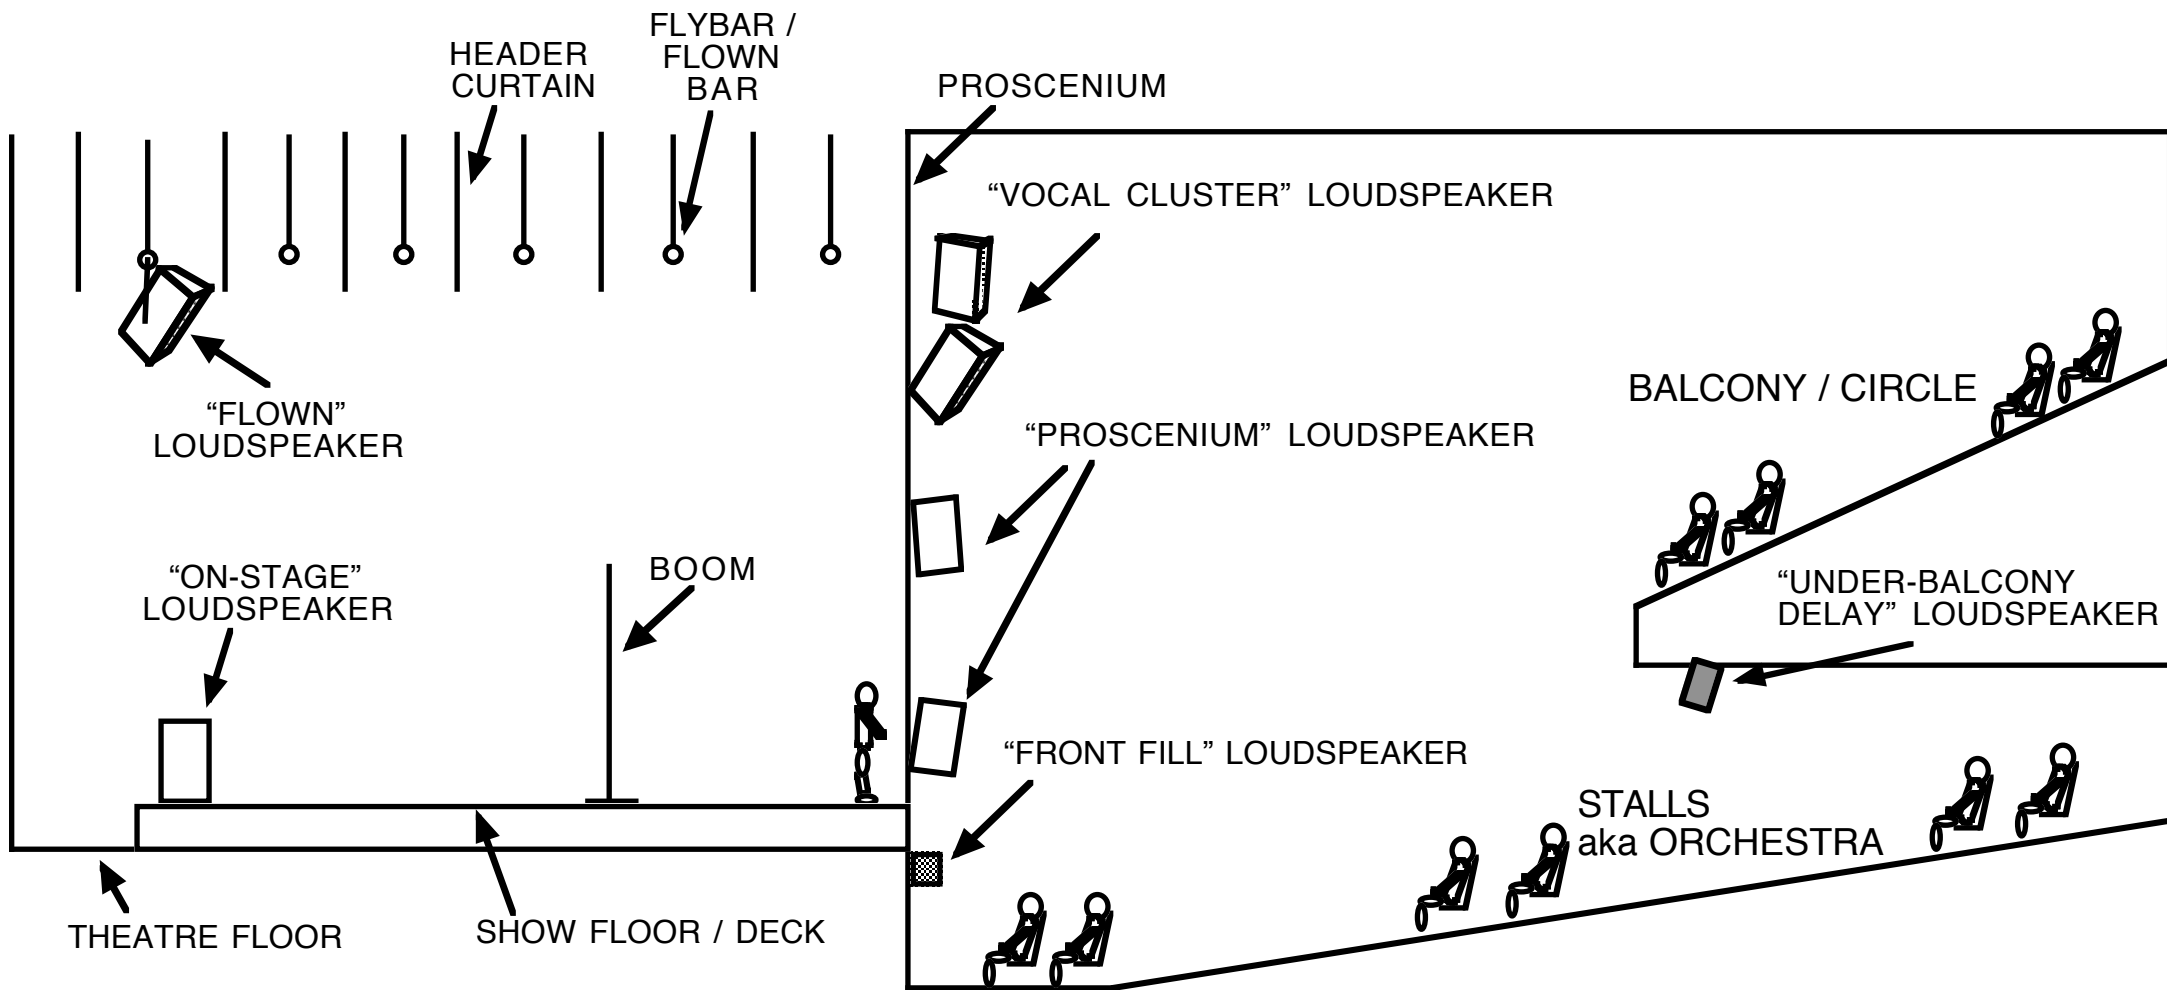 FLYBAR /
FLOWN
BAR
HEADER
CURTAIN
PROSCENIUM
“VOCAL CLUSTER” LOUDSPEAKER
“FLOWN”
LOUDSPEAKER
“PROSCENIUM” LOUDSPEAKER
BALCONY / CIRCLE
“ON-STAGE”
LOUDSPEAKER
BOOM
“UNDER-BALCONY
DELAY” LOUDSPEAKER
“FRONT FILL” LOUDSPEAKER
STALLS
aka ORCHESTRA
THEATRE FLOOR
SHOW FLOOR / DECK